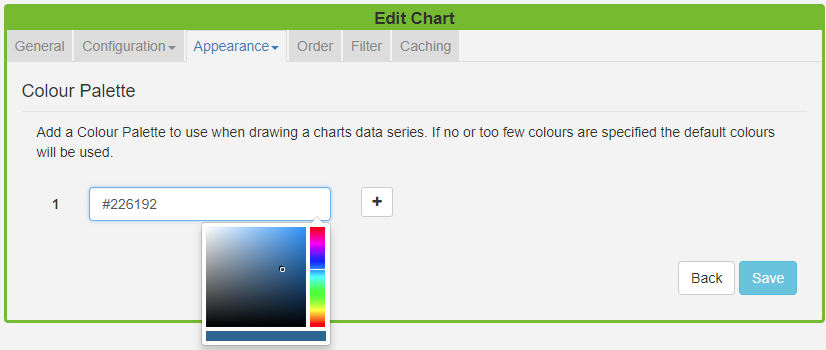 Edit Chart
General Configuration Appearance Order Filter Caching
Colour Palette
Add a Colour Palette to use when drawing a charts data series. If no or too few colours are specified the default colours
will be used.
1 #226192 +
Back Save